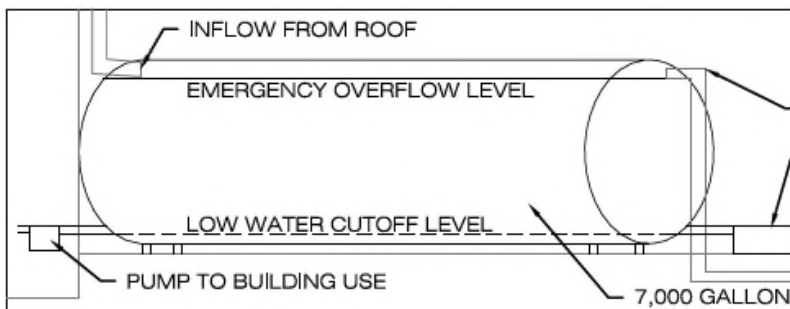 INFLOW FROM ROOF
EMERGENCY OVERFLOW LEVEL
LOW WATER CUTOFF LEVEL
PUMP TO BUILDING USE
7,000 GALLON